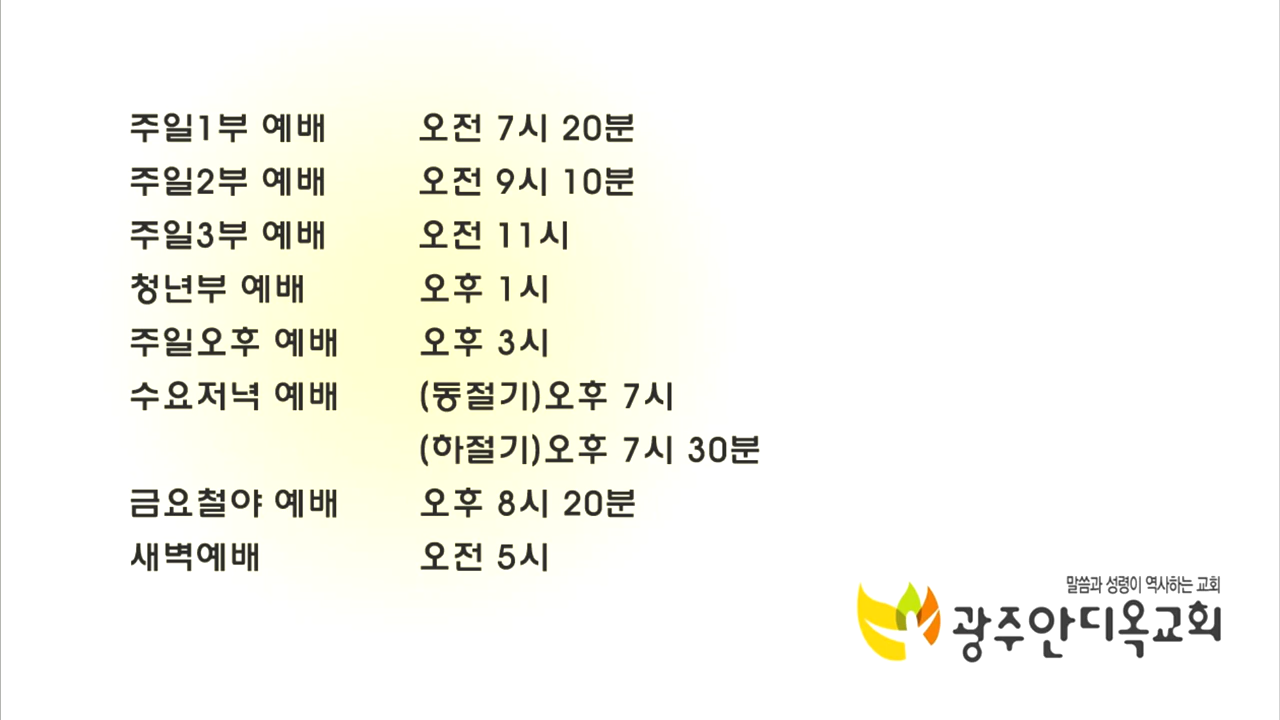 주일1부 예배 오전 7시 20분
주일2부 예배 오전 9시 10분
주일3부 예배 오전 11시
청년부 예배 오후 1시
주일오후 예배 오후 3시
수요저녁 예배 (동절기)오후 7시
(하절기)오후 7시 30분
금요철야 예배 오후 8시 20분
새벽예배 오전 5시
말씀과 성령이 역사하는 교회
광주안디옥교회